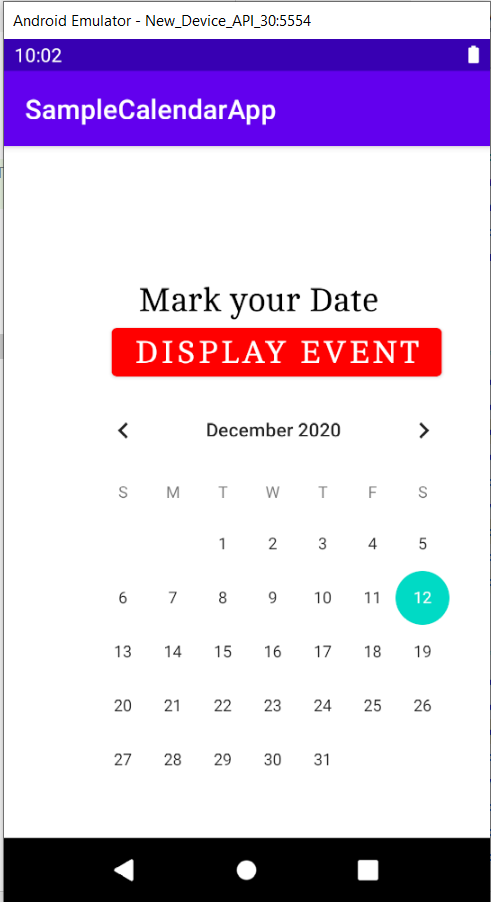 Android Emulator - New_Device_API_30:5554
10:02
SampleCalendarApp
Mark your Date
DISPLAY EVENT
December 2020
S M T W T F S
1 2 3 4 5
6 7 8 9 10 11 12
13 14 15 16 17 18 19
20 21 22 23 24 25 26
27 28 29 30 31